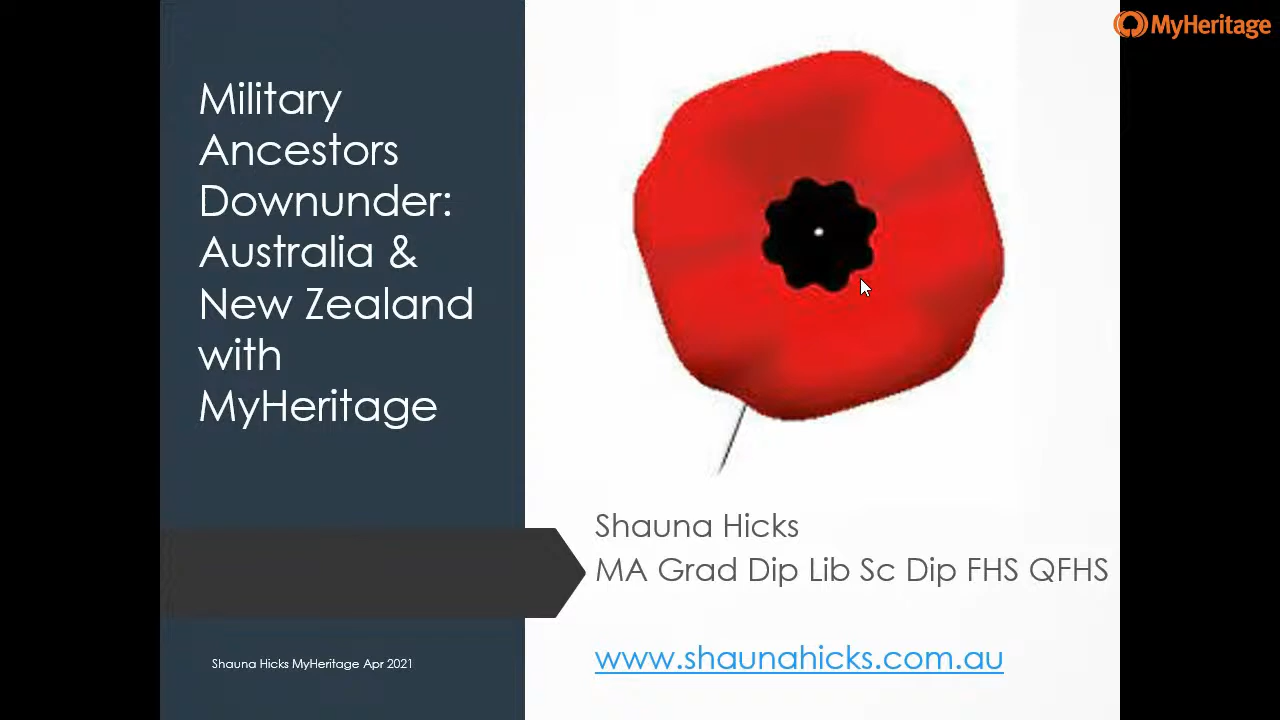 MyHeritage
Military
Ancestors
Downunder:
Australia &
New Zealand
with
MyHeritage
Shauna Hicks
MA Grad Dip Lib Sc Dip FHS QFHS
www.shaunahicks.com.au
Shauna Hicks MyHeritage Apr 2021